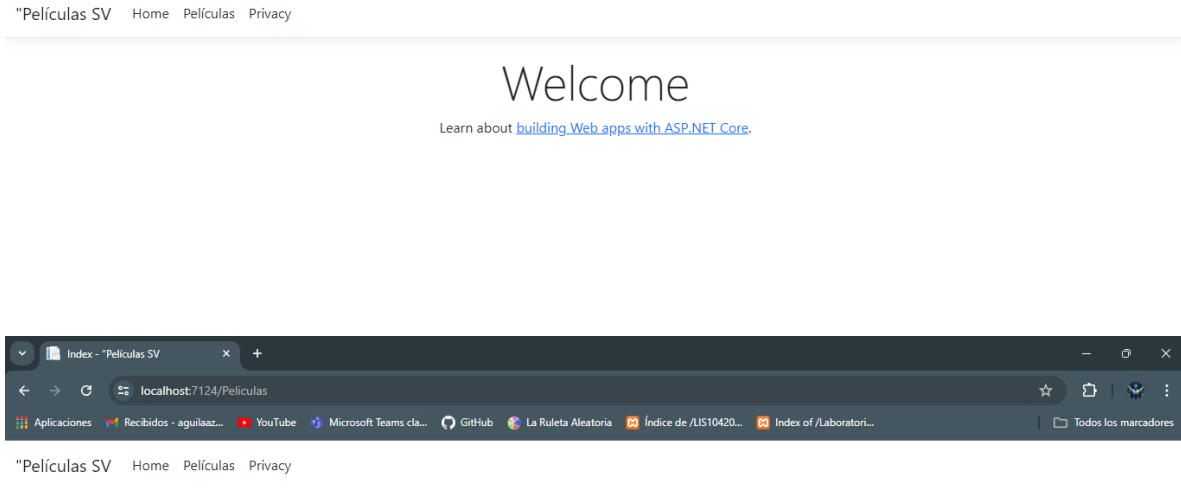 "Películas SV Home Películas Privacy
Welcome
Learn about building Web apps with ASP.NET Core.
Index - "Películas SV
localhost:7124/Peliculas
Aplicaciones Recibidos - aguilaaz... YouTube Microsoft Teams cla... GitHub La Ruleta Aleatoria Índice de /LIS10420... Index of /Laboratori... Todos los marcadores
"Películas SV Home Películas Privacy